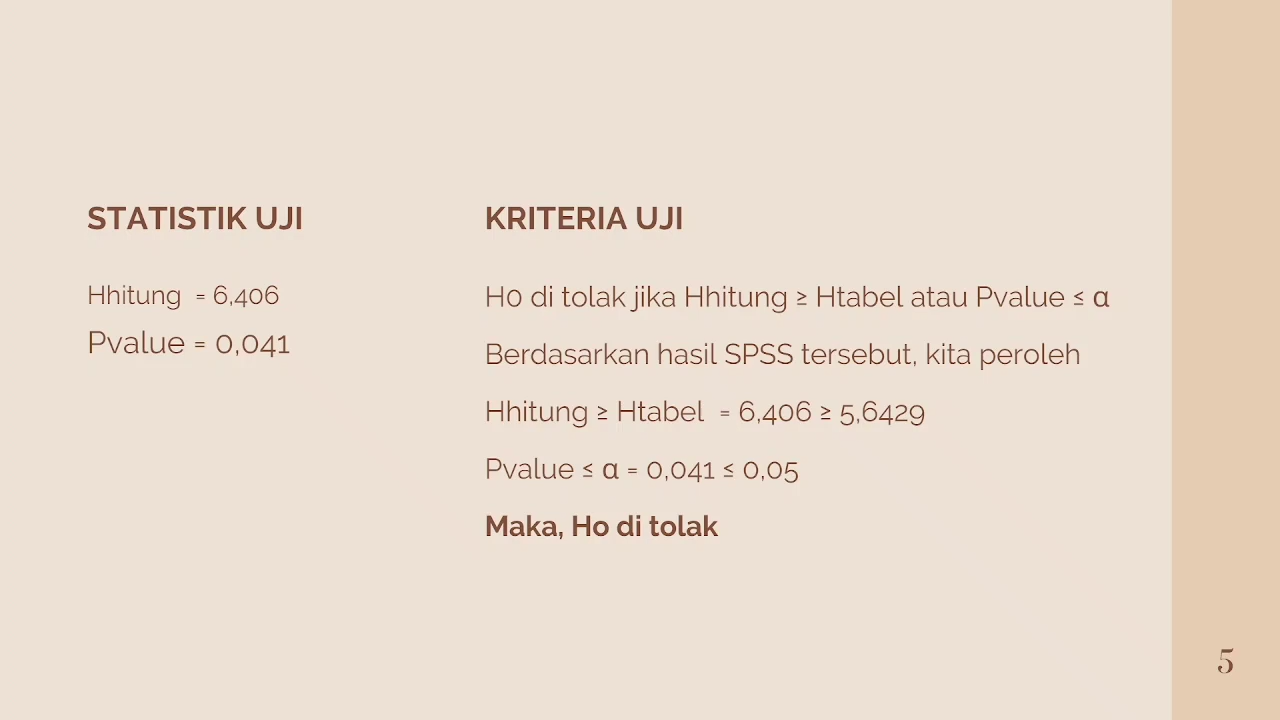 STATISTIK UJI
Hhitung = 6,406
Pvalue = 0,041
KRITERIA UJI
H0 di tolak jika Hhitung ≥ Htabel atau Pvalue ≤ α
Berdasarkan hasil SPSS tersebut, kita peroleh
Hhitung ≥ Htabel = 6,406 ≥ 5,6429
Pvalue ≤ α = 0,041 ≤ 0,05
Maka, Ho di tolak
5